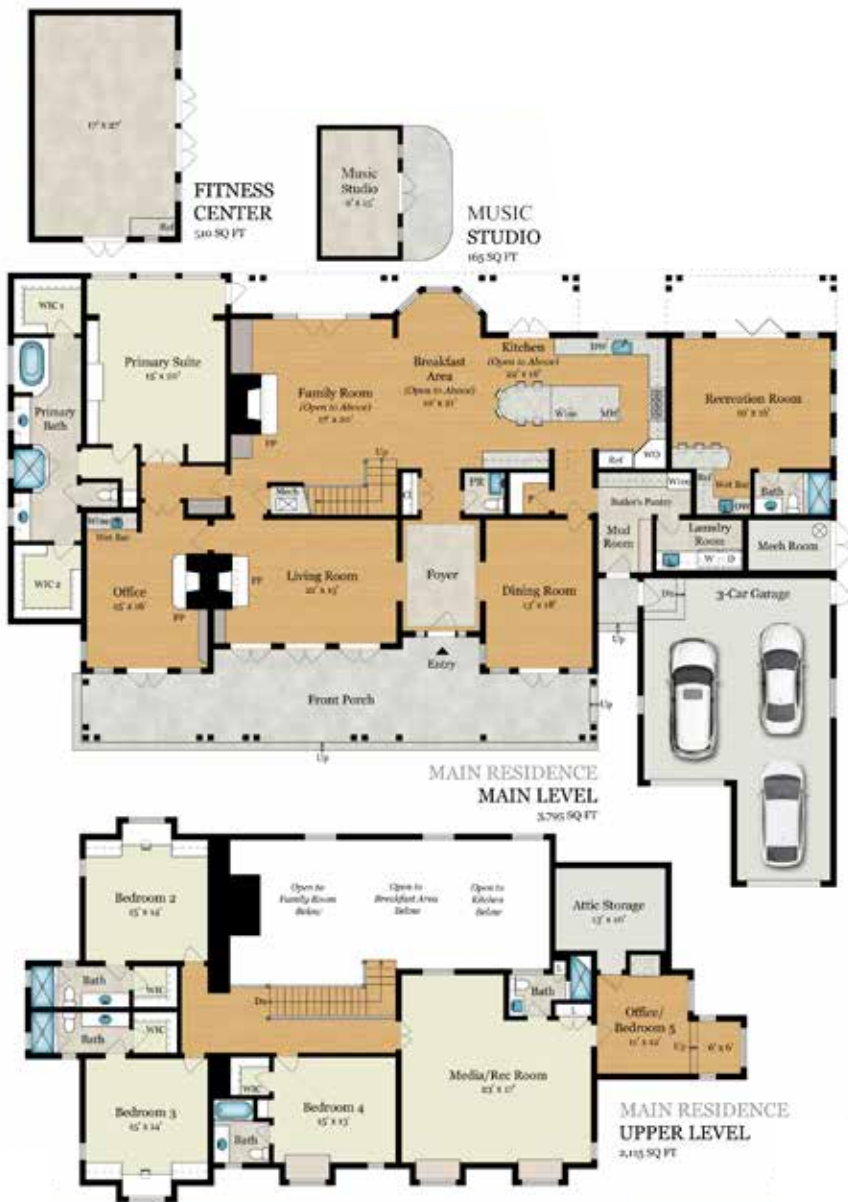 17' x 27'
Ref
FITNESS
CENTER
510 SQ FT
Music
Studio
MUSIC
STUDIO
165 SQ FT
WIC 1
Primary Suite
15' x 20'
Primary
Bath
Family Room
(Open to Above)
17' x 20'
FP
Breakfast
Area
(Open to Above)
10' x 21'
Kitchen
(Open to Above)
22' x 16'
DW
Wine
Ref
WO
Recreation Room
19' x 15'
Ref
Wet Bar
DW
Bath
Up
Mech
Cl
PR
P
Wine
Butler's Pantry
Mud
Room
Laundry
Room
W
D
Mech Room
Wine
Wet Bar
WIC 2
Office
15' x 16'
FP
FP
Living Room
22' x 15'
Foyer
Dining Room
13' x 18'
Dn
3-Car Garage
Up
Entry
Front Porch
Up
Up
MAIN RESIDENCE
MAIN LEVEL
3,795 SQ FT
Bedroom 2
15' x 14'
Open to
Family Room
Below
Open to
Breakfast Area
Below
Open to
Kitchen
Below
Attic Storage
13' x 10'
Bath
WIC
Bath
WIC
Dn
Bath
L
L
Office/
Bedroom 5
11' x 12'
Up
6' x 6'
Media/Rec Room
23' x 17'
Bedroom 3
15' x 14'
WIC
Bath
Bedroom 4
15' x 13'
MAIN RESIDENCE
UPPER LEVEL
2,115 SQ FT